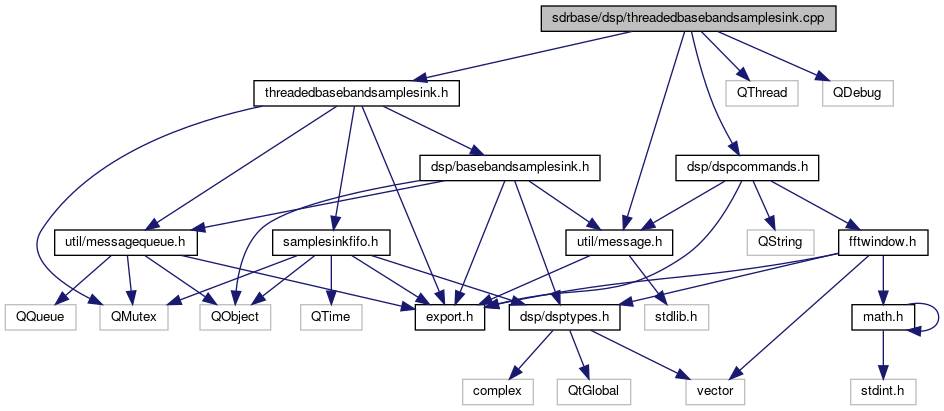 sdrbase/dsp/threadedbasebandsamplesink.cpp
threadedbasebandsamplesink.h
QThread
QDebug
dsp/basebandsamplesink.h
dsp/dspcommands.h
util/messagequeue.h
samplesinkfifo.h
util/message.h
QString
fftwindow.h
QQueue
QMutex
QObject
QTime
export.h
dsp/dsptypes.h
stdlib.h
math.h
complex
QtGlobal
vector
stdint.h